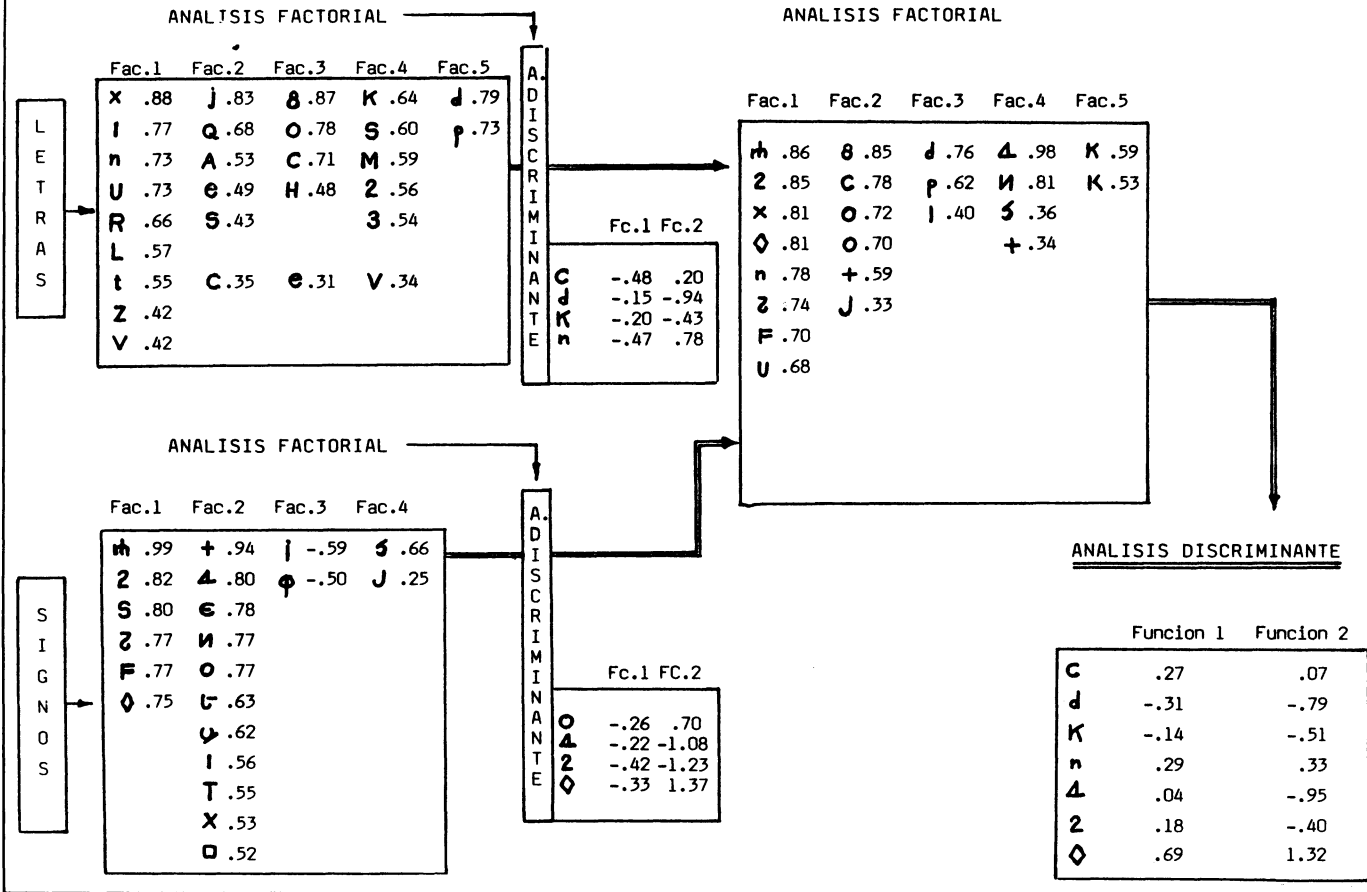 ANALISIS FACTORIAL
LETRAS
Fac.1 Fac.2 Fac.3 Fac.4 Fac.5
x .88 j .83 8 .87 K .64 d .79
I .77 Q .68 O .78 S .60 p .73
n .73 A .53 C .71 M .59
U .73 e .49 H .48 2 .56
R .66 S .43 3 .54
L .57
t .55 C .35 e .31 V .34
Z .42
V .42
A. DISCRIMINANTE
Fc.1 Fc.2
C -.48 .20
d -.15 -.94
K -.20 -.43
n -.47 .78
ANALISIS FACTORIAL
Fac.1 Fac.2 Fac.3 Fac.4 Fac.5
.86 8 .85 d .76 .98 K .59
2 .85 C .78 p .62 И .81 K .53
x .81 O .72 I .40 .36
◊ .81 O .70 + .34
n .78 + .59
.74 J .33
F .70
U .68
ANALISIS FACTORIAL
SIGNOS
Fac.1 Fac.2 Fac.3 Fac.4
.99 + .94 j -.59 .66
2 .82 .80 φ -.50 J .25
S .80 є .78
.77 И .77
F .77 O .77
◊ .75 .63
.62
I .56
T .55
X .53
□ .52
A. DISCRIMINANTE
Fc.1 FC.2
O -.26 .70
-.22 -1.08
2 -.42 -1.23
◊ -.33 1.37
ANALISIS DISCRIMINANTE
Funcion 1 Funcion 2
C .27 .07
d -.31 -.79
K -.14 -.51
n .29 .33
.04 -.95
2 .18 -.40
◊ .69 1.32